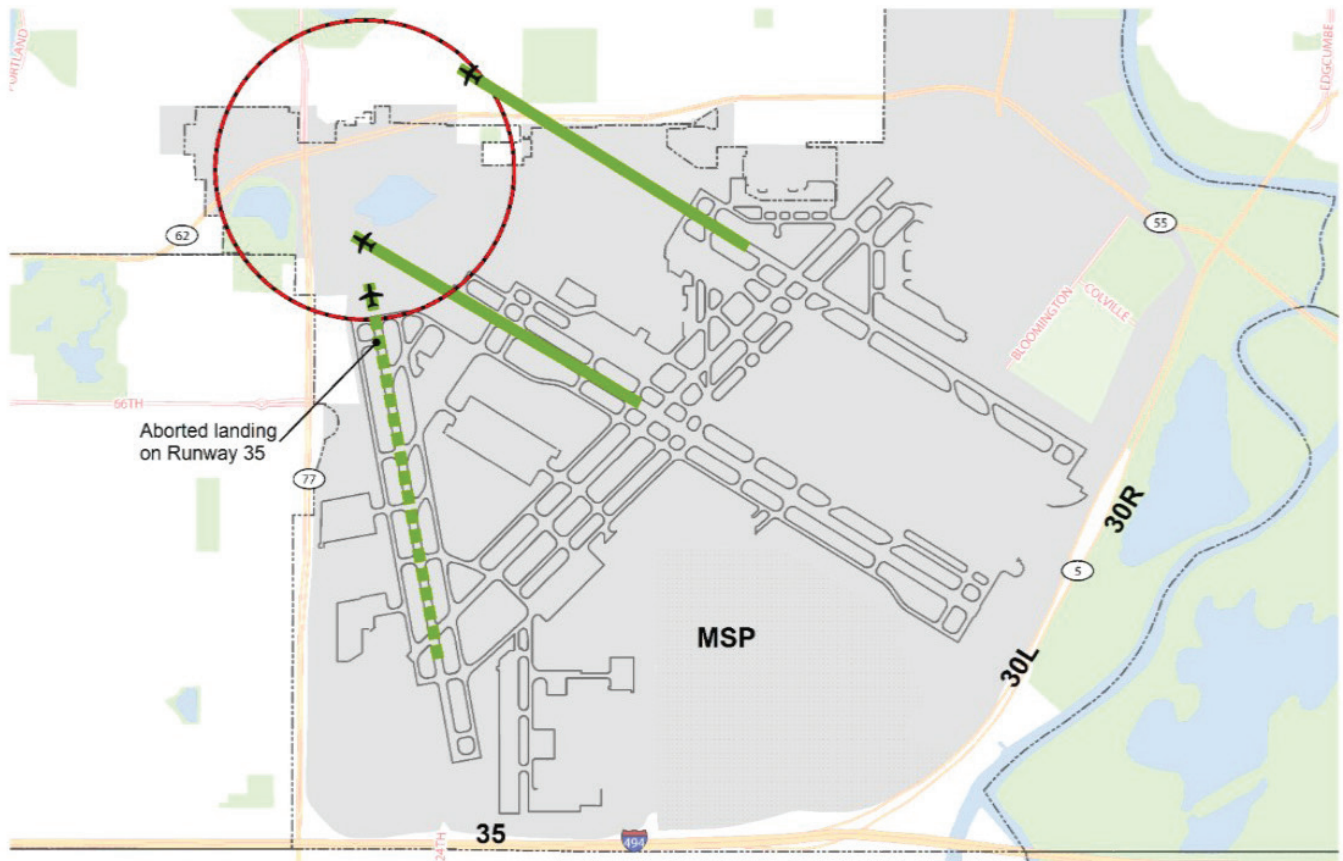 PORTLAND
EDGCUMBE
62
55
BLOOMINGTON
COLVILLE
66TH
Aborted landing
on Runway 35
77
30R
5
MSP
30L
35
24TH
494